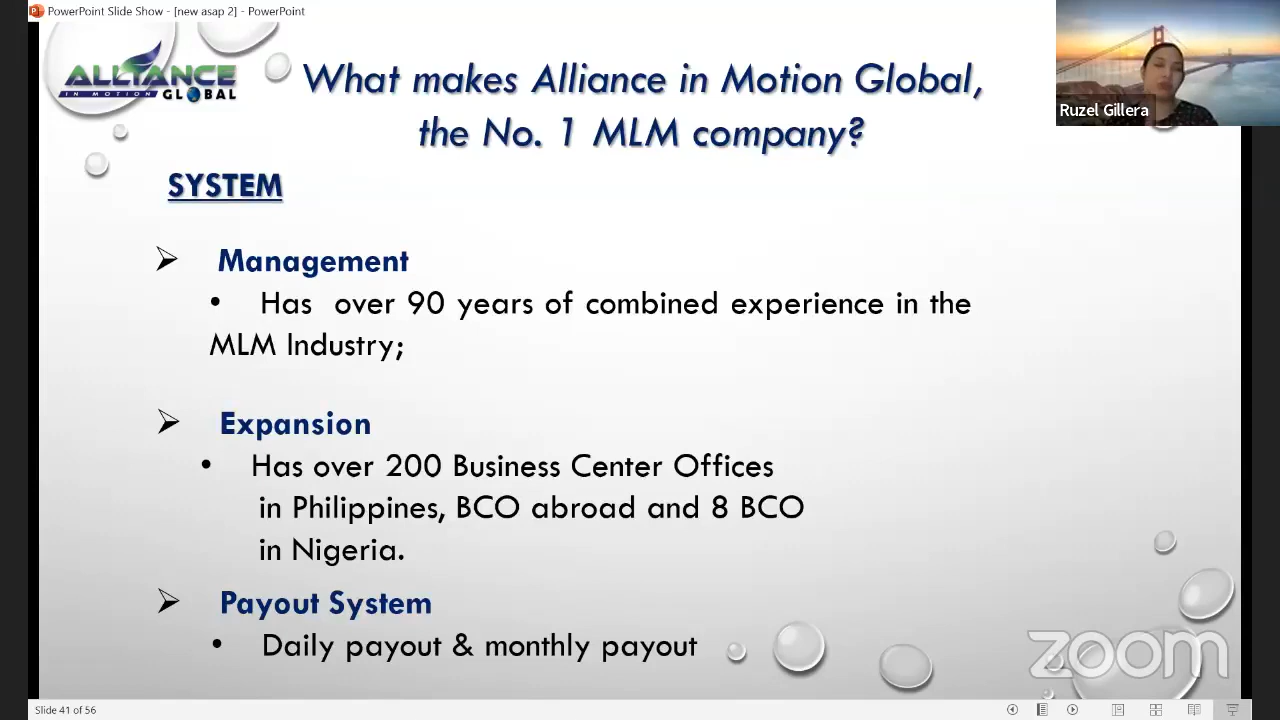 PowerPoint Slide Show - [new asap 2] - PowerPoint
ALLIANCE
IN MOTION GLOBAL
What makes Alliance in Motion Global,
the No. 1 MLM company?
Ruzel Gillera
SYSTEM
Management
• Has over 90 years of combined experience in the
MLM Industry;
Expansion
• Has over 200 Business Center Offices
in Philippines, BCO abroad and 8 BCO
in Nigeria.
Payout System
• Daily payout & monthly payout
zoom
Slide 41 of 56